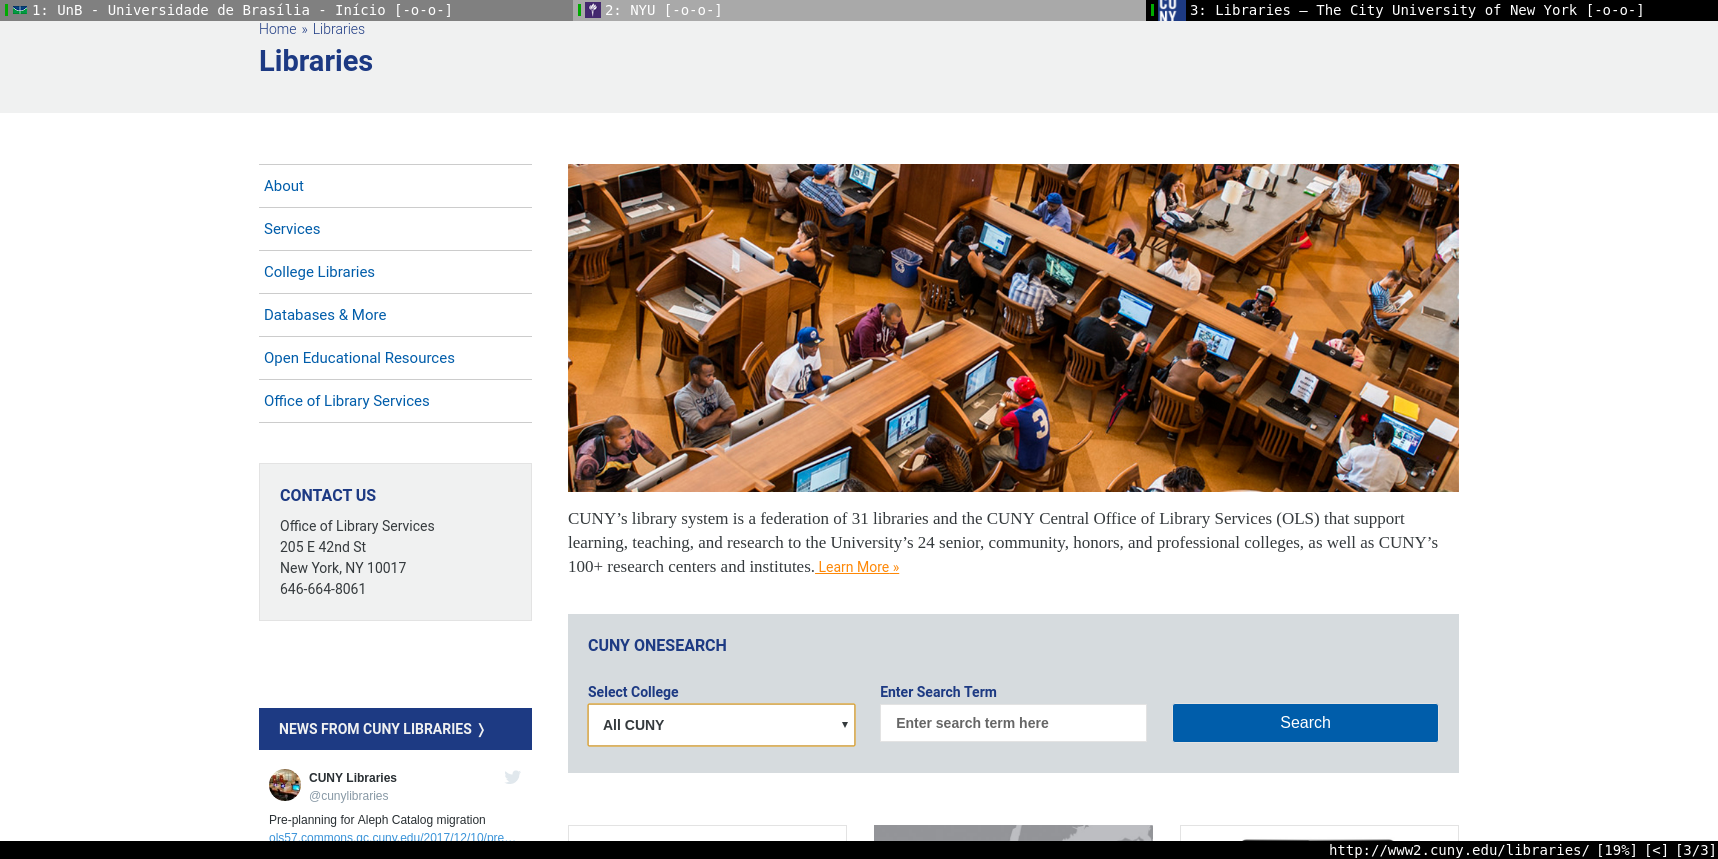 1: UnB - Universidade de Brasília - Início [-o-o-]
2: NYU [-o-o-]
CU
NY
3: Libraries – The City University of New York [-o-o-]
Home » Libraries
Libraries
About
Services
College Libraries
Databases & More
Open Educational Resources
Office of Library Services
CONTACT US
Office of Library Services
205 E 42nd St
New York, NY 10017
646-664-8061
NEWS FROM CUNY LIBRARIES ❭
CUNY Libraries
@cunylibraries
Pre-planning for Aleph Catalog migration
ols57.commons.gc.cuny.edu/2017/12/10/pre…
3
CUNY’s library system is a federation of 31 libraries and the CUNY Central Office of Library Services (OLS) that support
learning, teaching, and research to the University’s 24 senior, community, honors, and professional colleges, as well as CUNY’s
100+ research centers and institutes. Learn More »
CUNY ONESEARCH
Select College
All CUNY
Enter Search Term
Enter search term here
Search
http://www2.cuny.edu/libraries/ [19%] [<] [3/3]